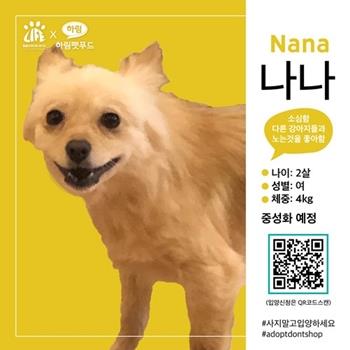 LIFE
X
하림
하림펫푸드
Nana
나나
소심함
다른 강아지들과
노는것을 좋아함
나이: 2살
성별: 여
체중: 4kg
중성화 예정
(입양신청은 QR코드스캔)
#사지말고입양하세요
#adoptdontshop